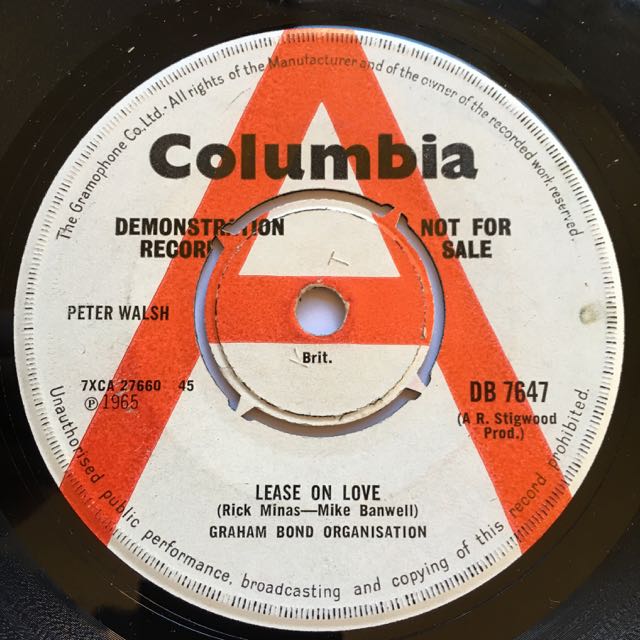 The Gramophone Co. Ltd. · All rights of the Manufacturer and of the owner of the recorded work reserved.
Columbia
DEMONSTRATION RECORD
NOT FOR SALE
PETER WALSH
T
Brit.
7XCA 27660 45
Ⓟ 1965
DB 7647
(A R. Stigwood Prod.)
LEASE ON LOVE
(Rick Minas—Mike Banwell)
GRAHAM BOND ORGANISATION
Unauthorised public performance, broadcasting and copying of this record prohibited.